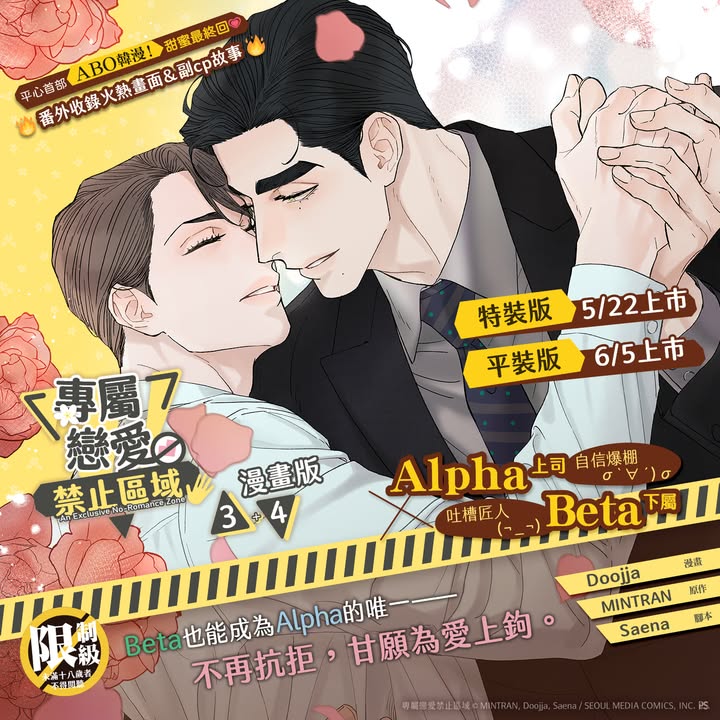 平心首部 ABO韓漫! 甜蜜最終回
番外收錄火熱畫面&副cp故事
特裝版 5/22上市
平裝版 6/5上市
專屬
戀愛
禁止區域
An Exclusive No-Romance Zone
漫畫版
3+4
Alpha上司 自信爆棚
σ`∀´)σ
×
吐槽匠人
(¬_¬)
Beta下屬
Doojja 漫畫
MINTRAN 原作
Saena 腳本
Beta也能成為Alpha的唯一——
不再抗拒,甘願為愛上鉤。
限制級
未滿十八歲者
不得閱聽
專屬戀愛禁止區域 © MINTRAN, Doojja, Saena / SEOUL MEDIA COMICS, INC.